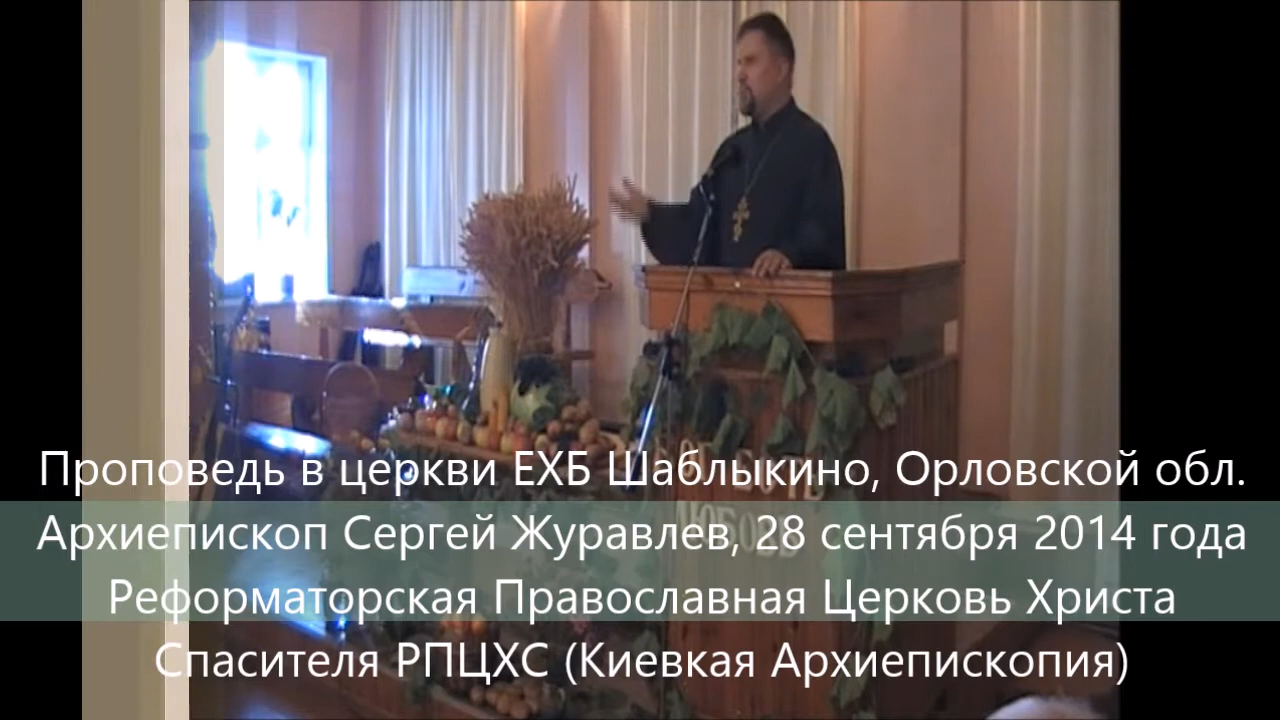 Проповедь в церкви ЕХБ Шаблыкино, Орловской обл.
Архиепископ Сергей Журавлев, 28 сентября 2014 года
Реформаторская Православная Церковь Христа
Спасителя РПЦХС (Киевкая Архиепископия)